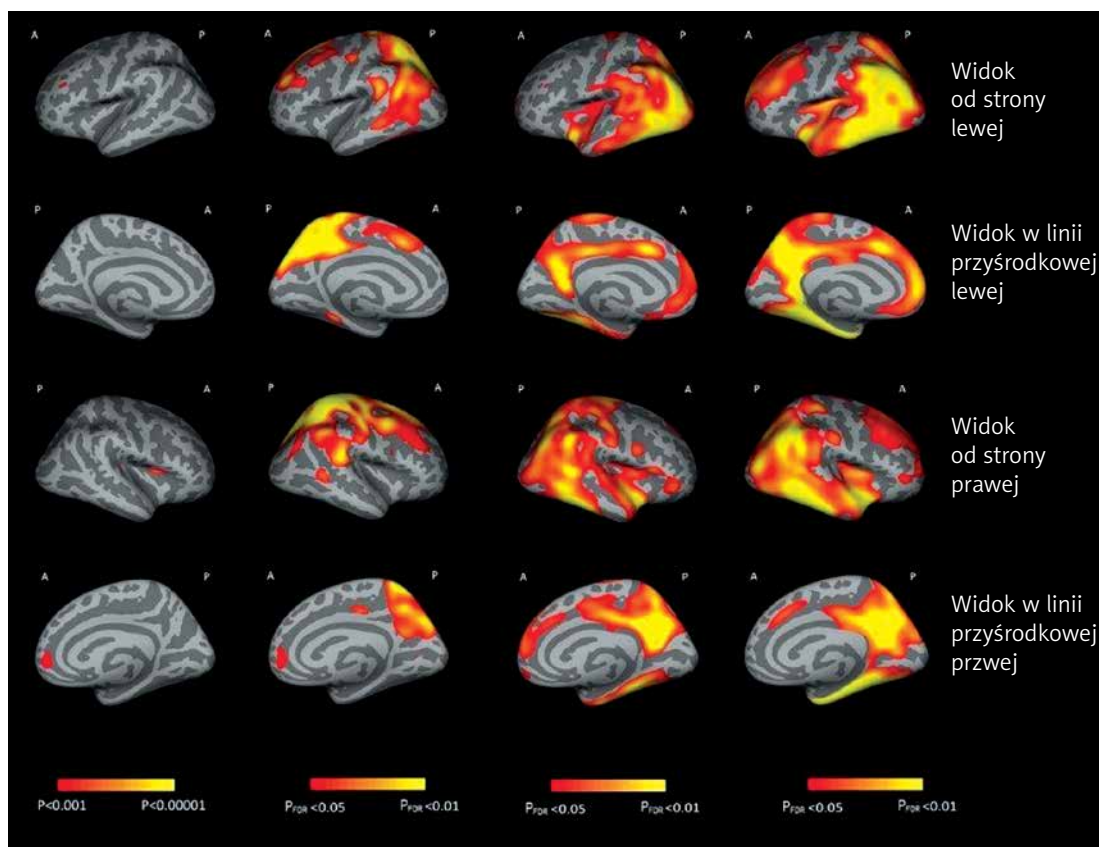 A P A P A P A P
Widok
od strony
lewej
P A P A P A P A
Widok w linii
przyśrodkowej
lewej
P A P A P A P A
Widok
od strony
prawej
A P A P A P A P
Widok w linii
przyśrodkowej
przwej
P<0.001 P<0.00001 PFDR <0.05 PFDR <0.01 PFDR <0.05 PFDR <0.01 PFDR <0.05 PFDR <0.01